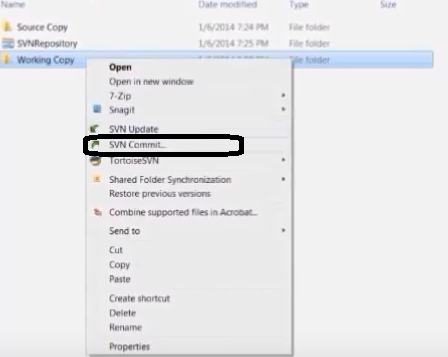 Name Date modified Type Size
Source Copy 1/6/2014 7:24 PM File folder
SVNRepository 1/6/2014 7:25 PM File folder
Working Copy File folder
Open
Open in new window
7-Zip
Snagit
SVN Update
SVN Commit...
TortoiseSVN
Shared Folder Synchronization
Restore previous versions
Combine supported files in Acrobat...
Send to
Cut
Copy
Paste
Create shortcut
Delete
Rename
Properties